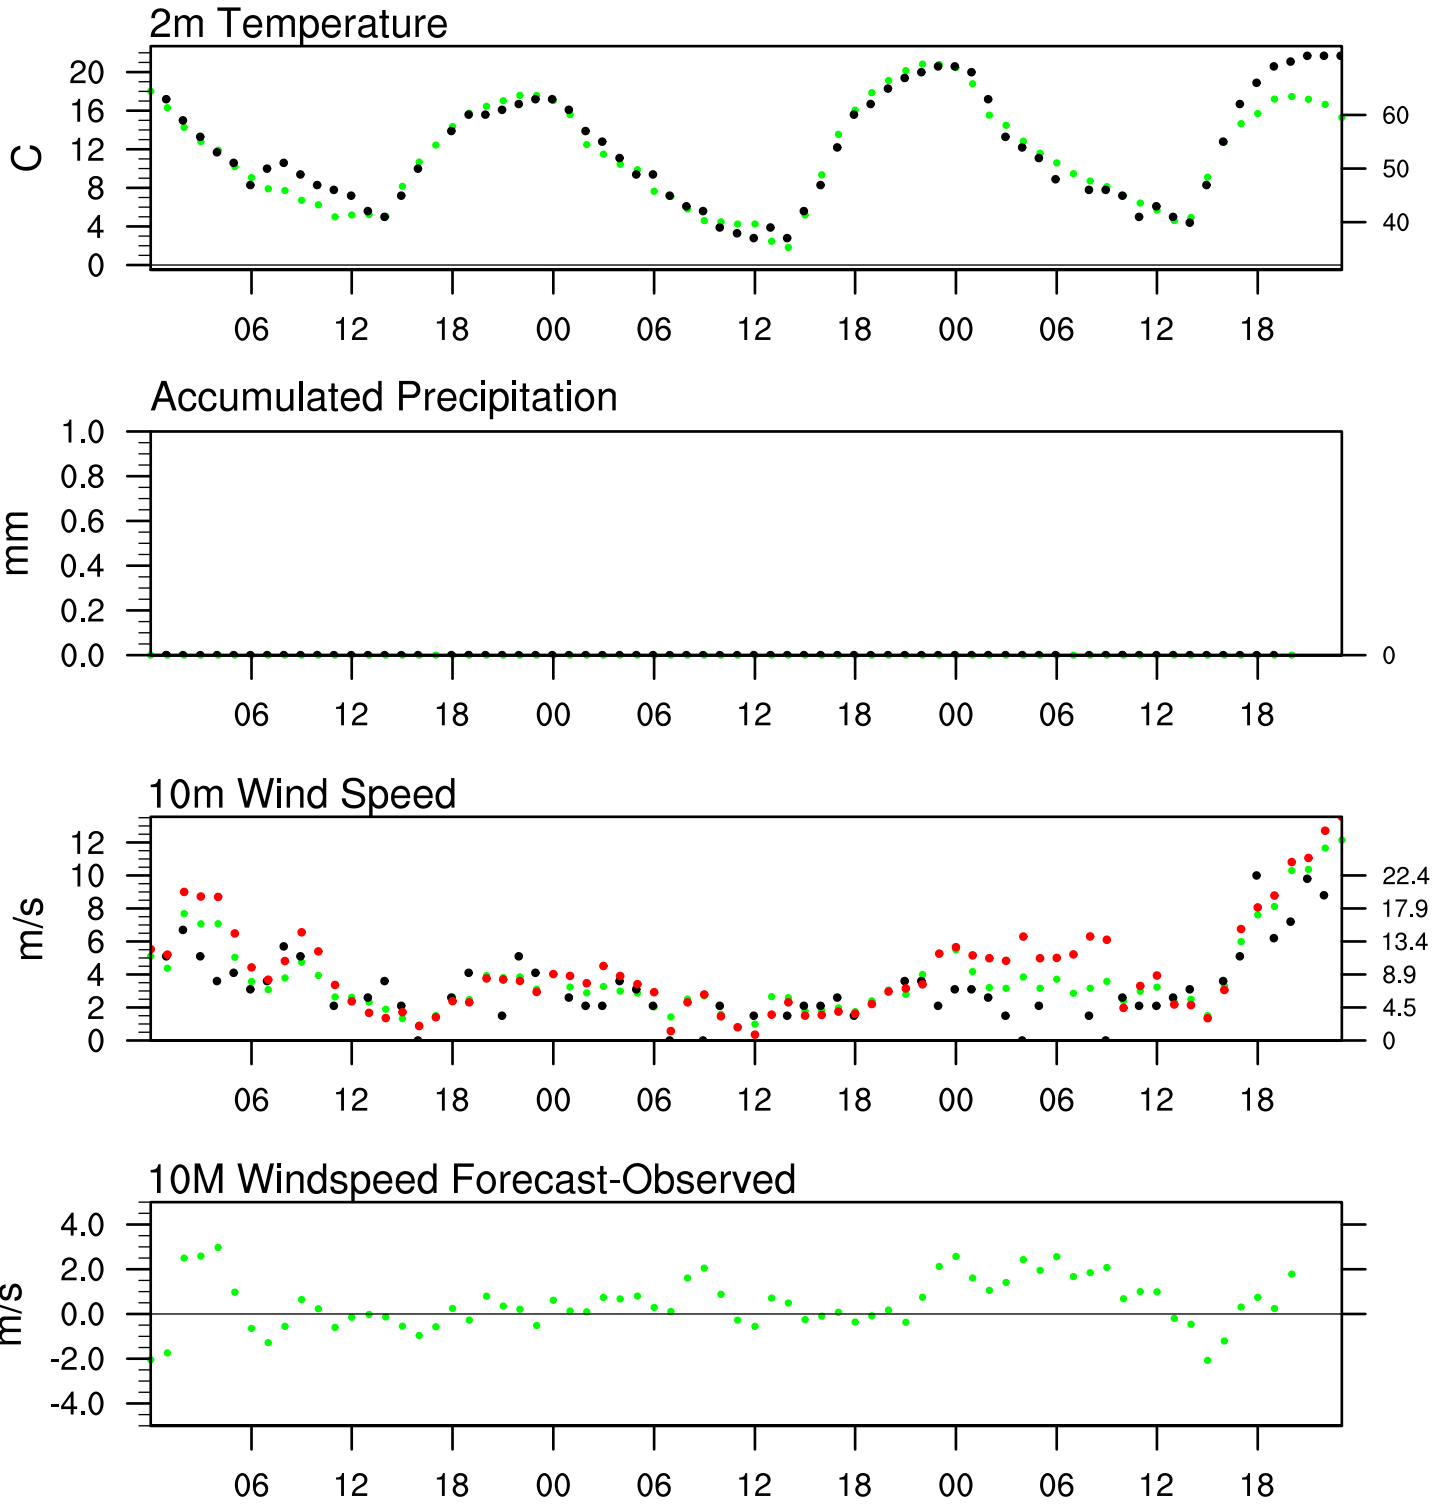 2m Temperature
20
16
12
8
4
0
C
60
50
40
06 12 18 00 06 12 18 00 06 12 18
Accumulated Precipitation
1.0
0.8
0.6
0.4
0.2
0.0
mm
0
06 12 18 00 06 12 18 00 06 12 18
10m Wind Speed
12
10
8
6
4
2
0
m/s
22.4
17.9
13.4
8.9
4.5
0
06 12 18 00 06 12 18 00 06 12 18
10M Windspeed Forecast-Observed
4.0
2.0
0.0
-2.0
-4.0
m/s
06 12 18 00 06 12 18 00 06 12 18